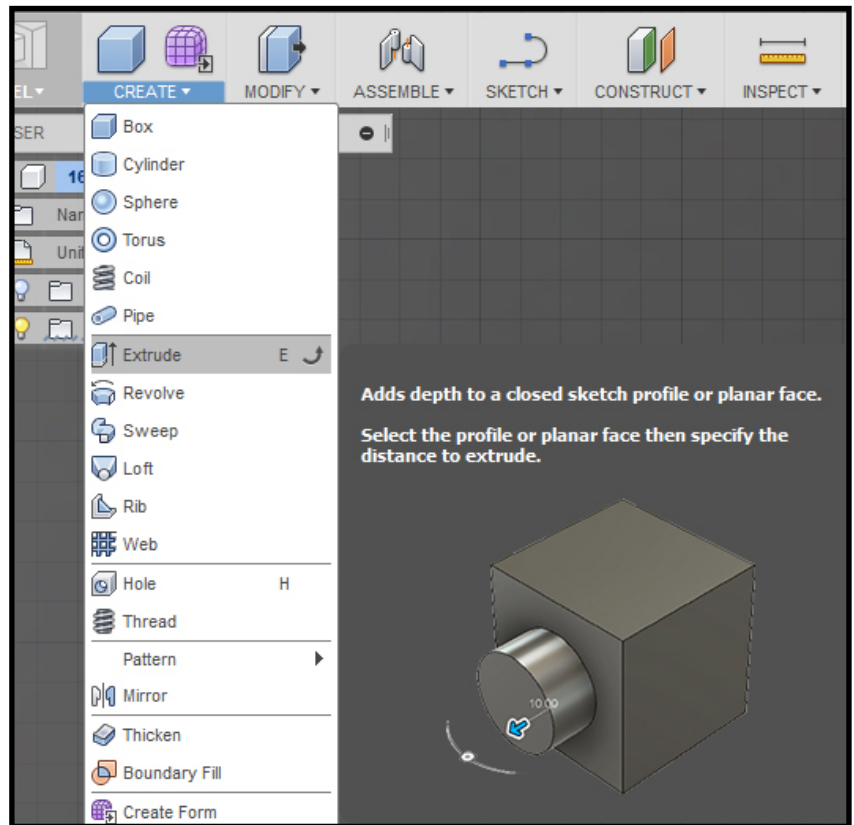 EL
CREATE
MODIFY
ASSEMBLE
SKETCH
CONSTRUCT
INSPECT
SER
Box
Cylinder
16
Sphere
Nar
Torus
Unit
Coil
Pipe
Extrude E
Revolve
Adds depth to a closed sketch profile or planar face.
Sweep
Select the profile or planar face then specify the
distance to extrude.
Loft
Rib
Web
Hole H
Thread
Pattern
Mirror
10.00
Thicken
Boundary Fill
Create Form